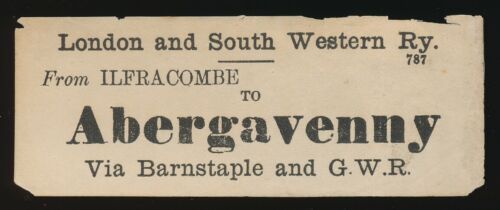 London and South Western Ry.
787
From ILFRACOMBE
TO
Abergavenny
Via Barnstaple and G.W.R.